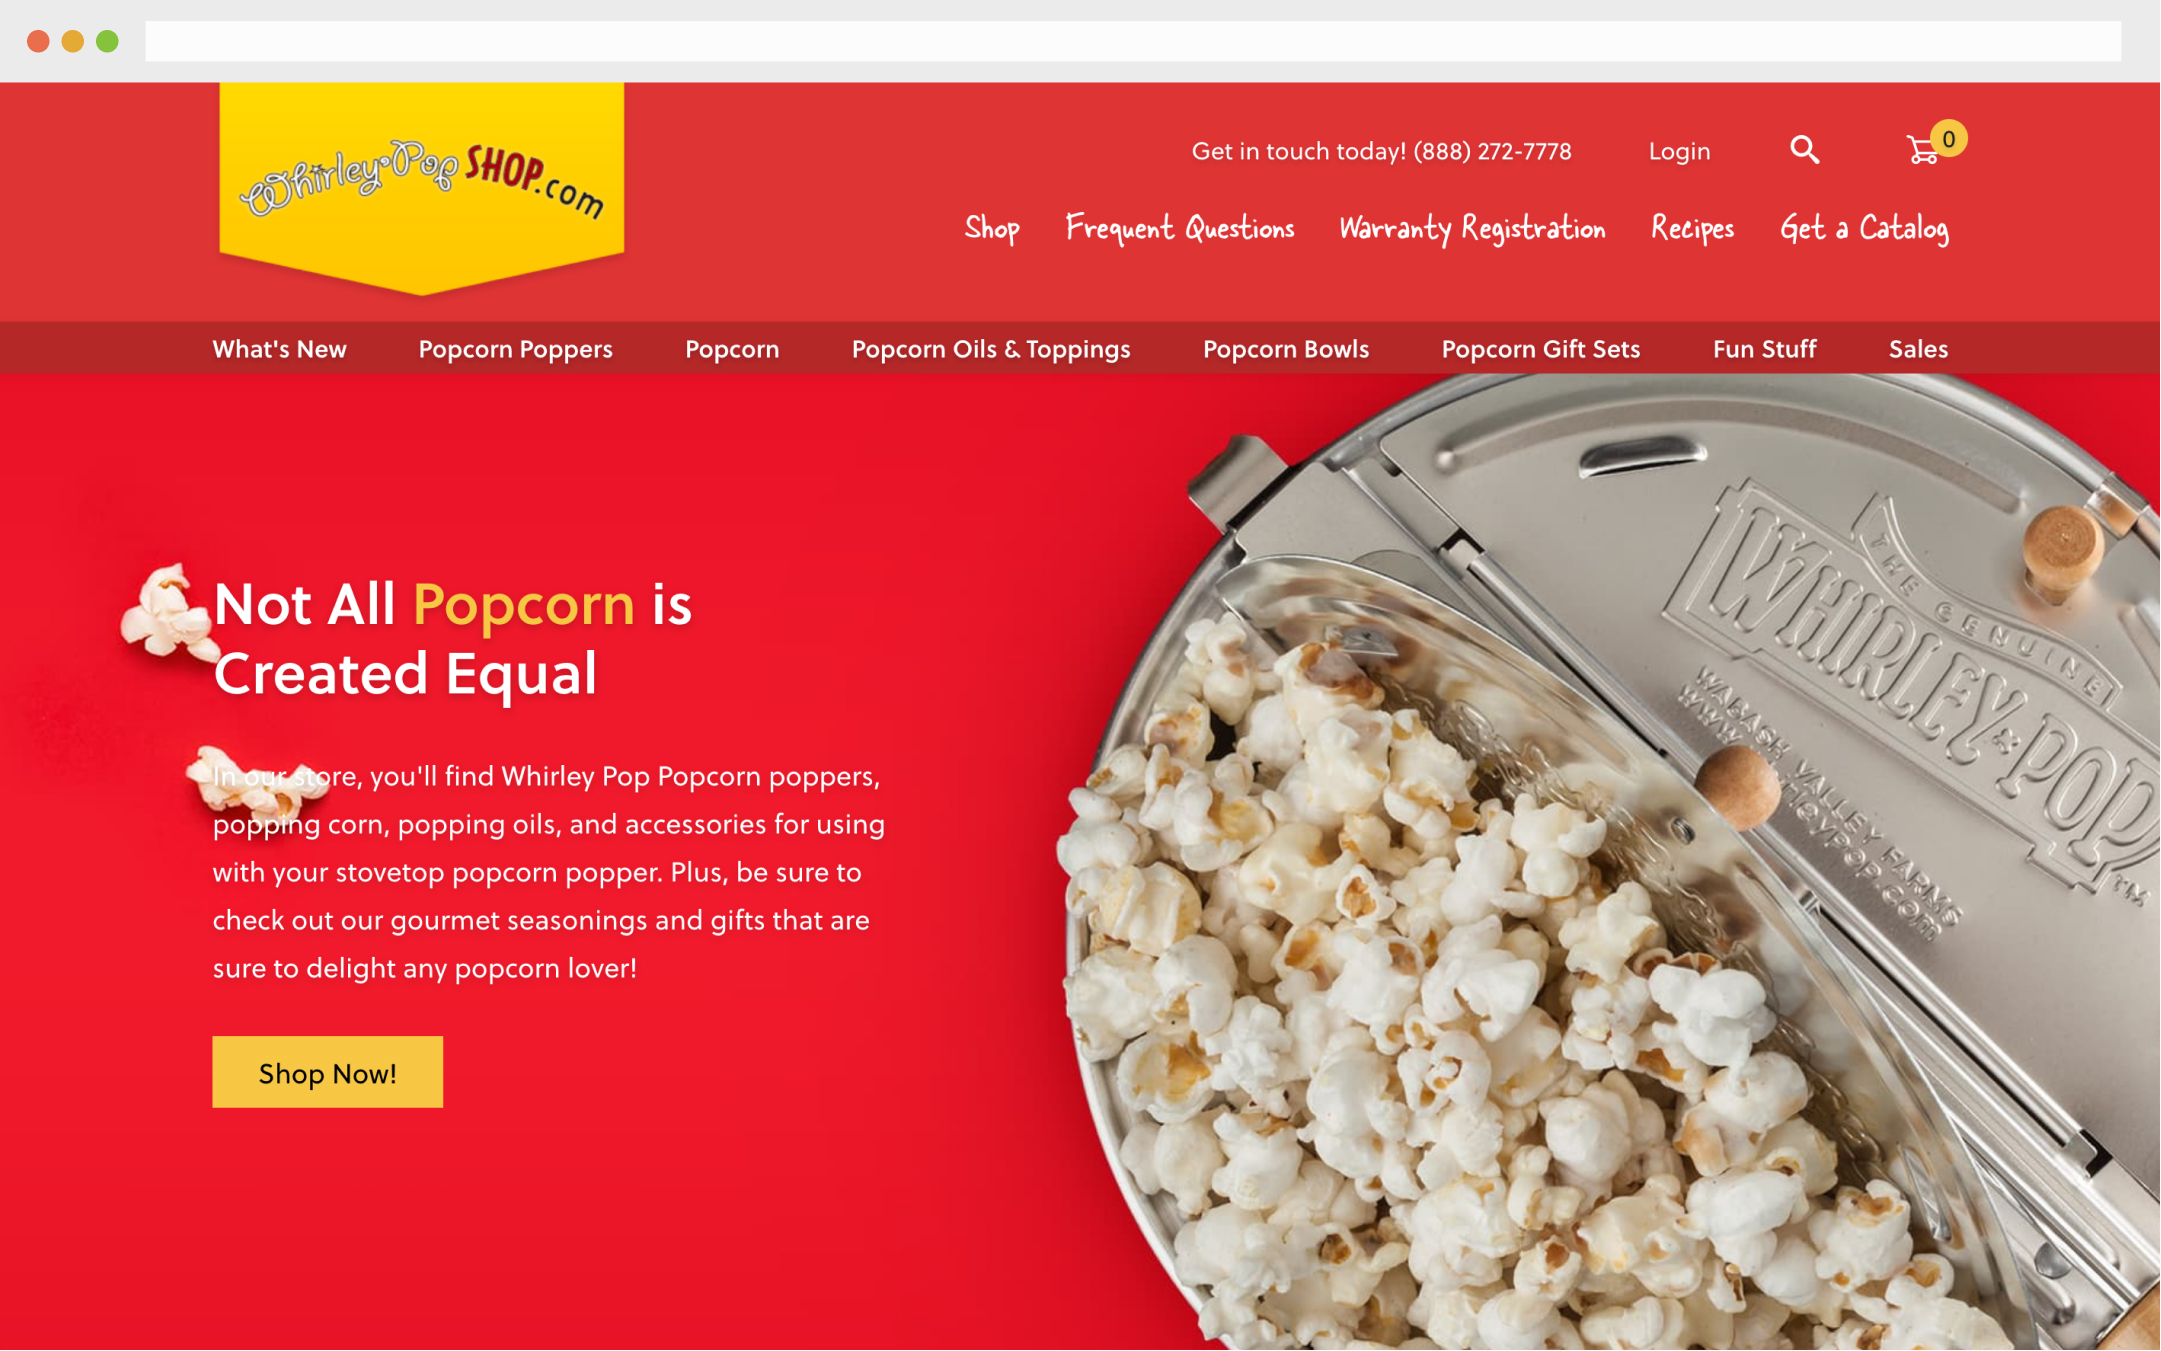 Whirley·Pop SHOP.com
Get in touch today! (888) 272-7778
Login
0
Shop
Frequent Questions
Warranty Registration
Recipes
Get a Catalog
What's New
Popcorn Poppers
Popcorn
Popcorn Oils & Toppings
Popcorn Bowls
Popcorn Gift Sets
Fun Stuff
Sales
Not All Popcorn is
Created Equal
In our store, you'll find Whirley Pop Popcorn poppers,
popping corn, popping oils, and accessories for using
with your stovetop popcorn popper. Plus, be sure to
check out our gourmet seasonings and gifts that are
sure to delight any popcorn lover!
Shop Now!
THE GENUINE
WHIRLEY·POP
TM
WABASH VALLEY FARMS